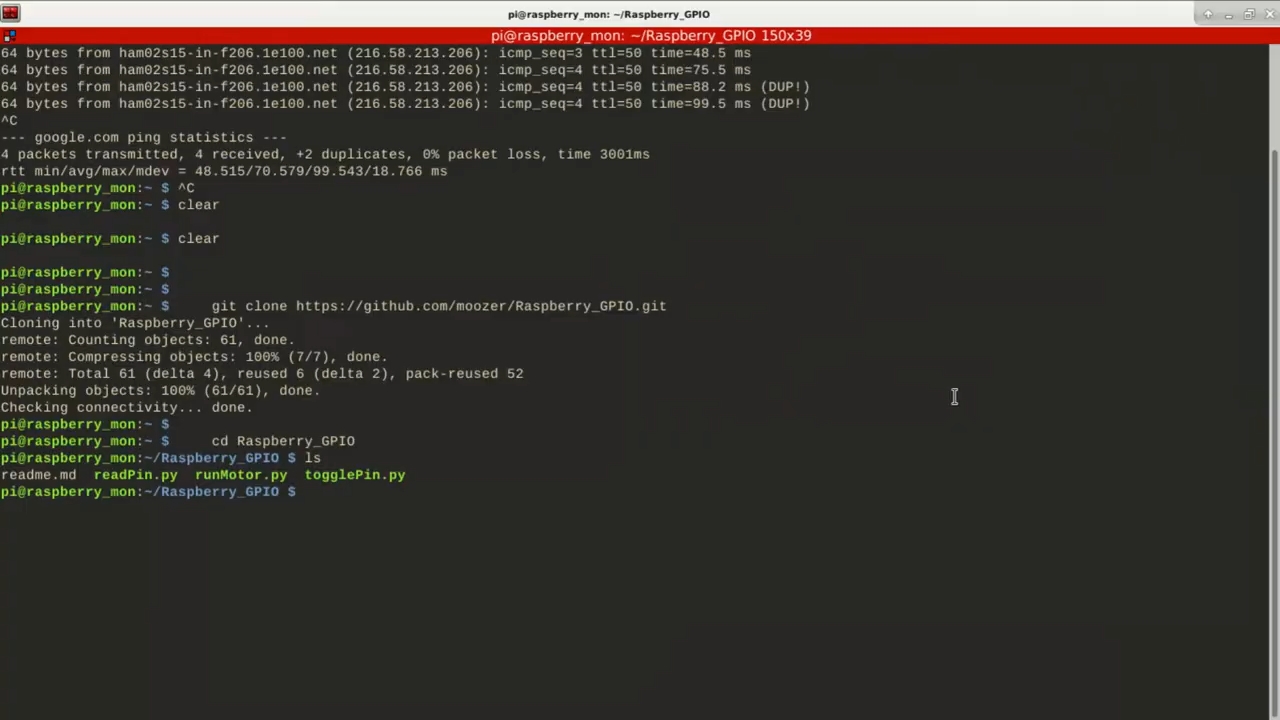 pi@raspberry_mon: ~/Raspberry_GPIO
pi@raspberry_mon: ~/Raspberry_GPIO 150x39
64 bytes from ham02s15-in-f206.1e100.net (216.58.213.206): icmp_seq=3 ttl=50 time=48.5 ms
64 bytes from ham02s15-in-f206.1e100.net (216.58.213.206): icmp_seq=4 ttl=50 time=75.5 ms
64 bytes from ham02s15-in-f206.1e100.net (216.58.213.206): icmp_seq=4 ttl=50 time=88.2 ms (DUP!)
64 bytes from ham02s15-in-f206.1e100.net (216.58.213.206): icmp_seq=4 ttl=50 time=99.5 ms (DUP!)
^C
--- google.com ping statistics ---
4 packets transmitted, 4 received, +2 duplicates, 0% packet loss, time 3001ms
rtt min/avg/max/mdev = 48.515/70.579/99.543/18.766 ms
pi@raspberry_mon:~ $ ^C
pi@raspberry_mon:~ $ clear
pi@raspberry_mon:~ $ clear
pi@raspberry_mon:~ $
pi@raspberry_mon:~ $
pi@raspberry_mon:~ $     git clone https://github.com/moozer/Raspberry_GPIO.git
Cloning into 'Raspberry_GPIO'...
remote: Counting objects: 61, done.
remote: Compressing objects: 100% (7/7), done.
remote: Total 61 (delta 4), reused 6 (delta 2), pack-reused 52
Unpacking objects: 100% (61/61), done.
Checking connectivity... done.
pi@raspberry_mon:~ $
pi@raspberry_mon:~ $     cd Raspberry_GPIO
pi@raspberry_mon:~/Raspberry_GPIO $ ls
readme.md  readPin.py  runMotor.py  togglePin.py
pi@raspberry_mon:~/Raspberry_GPIO $